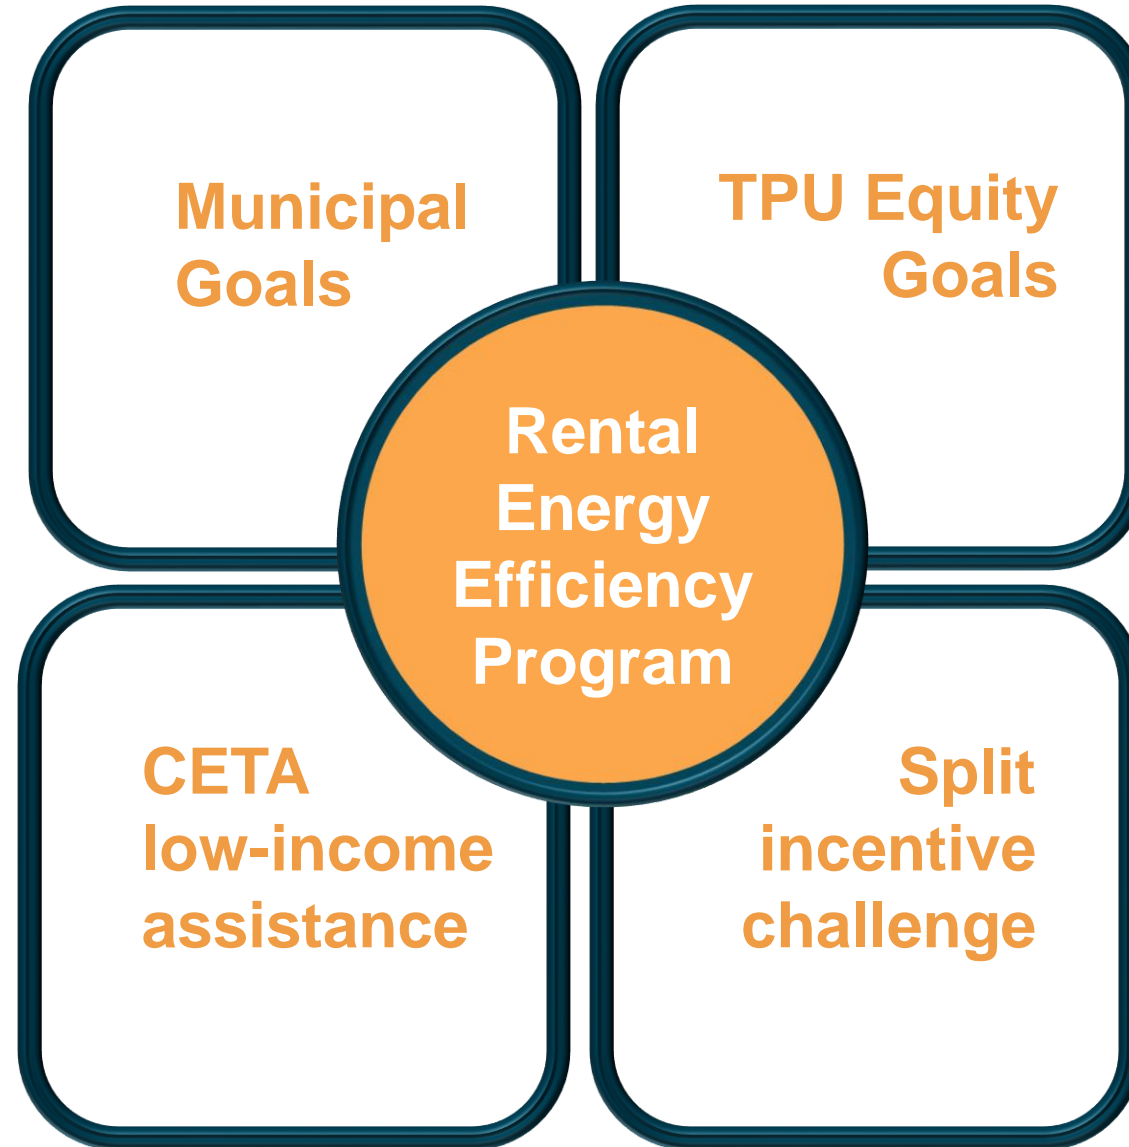 Municipal
Goals
TPU Equity
Goals
Rental
Energy
Efficiency
Program
CETA
low-income
assistance
Split
incentive
challenge